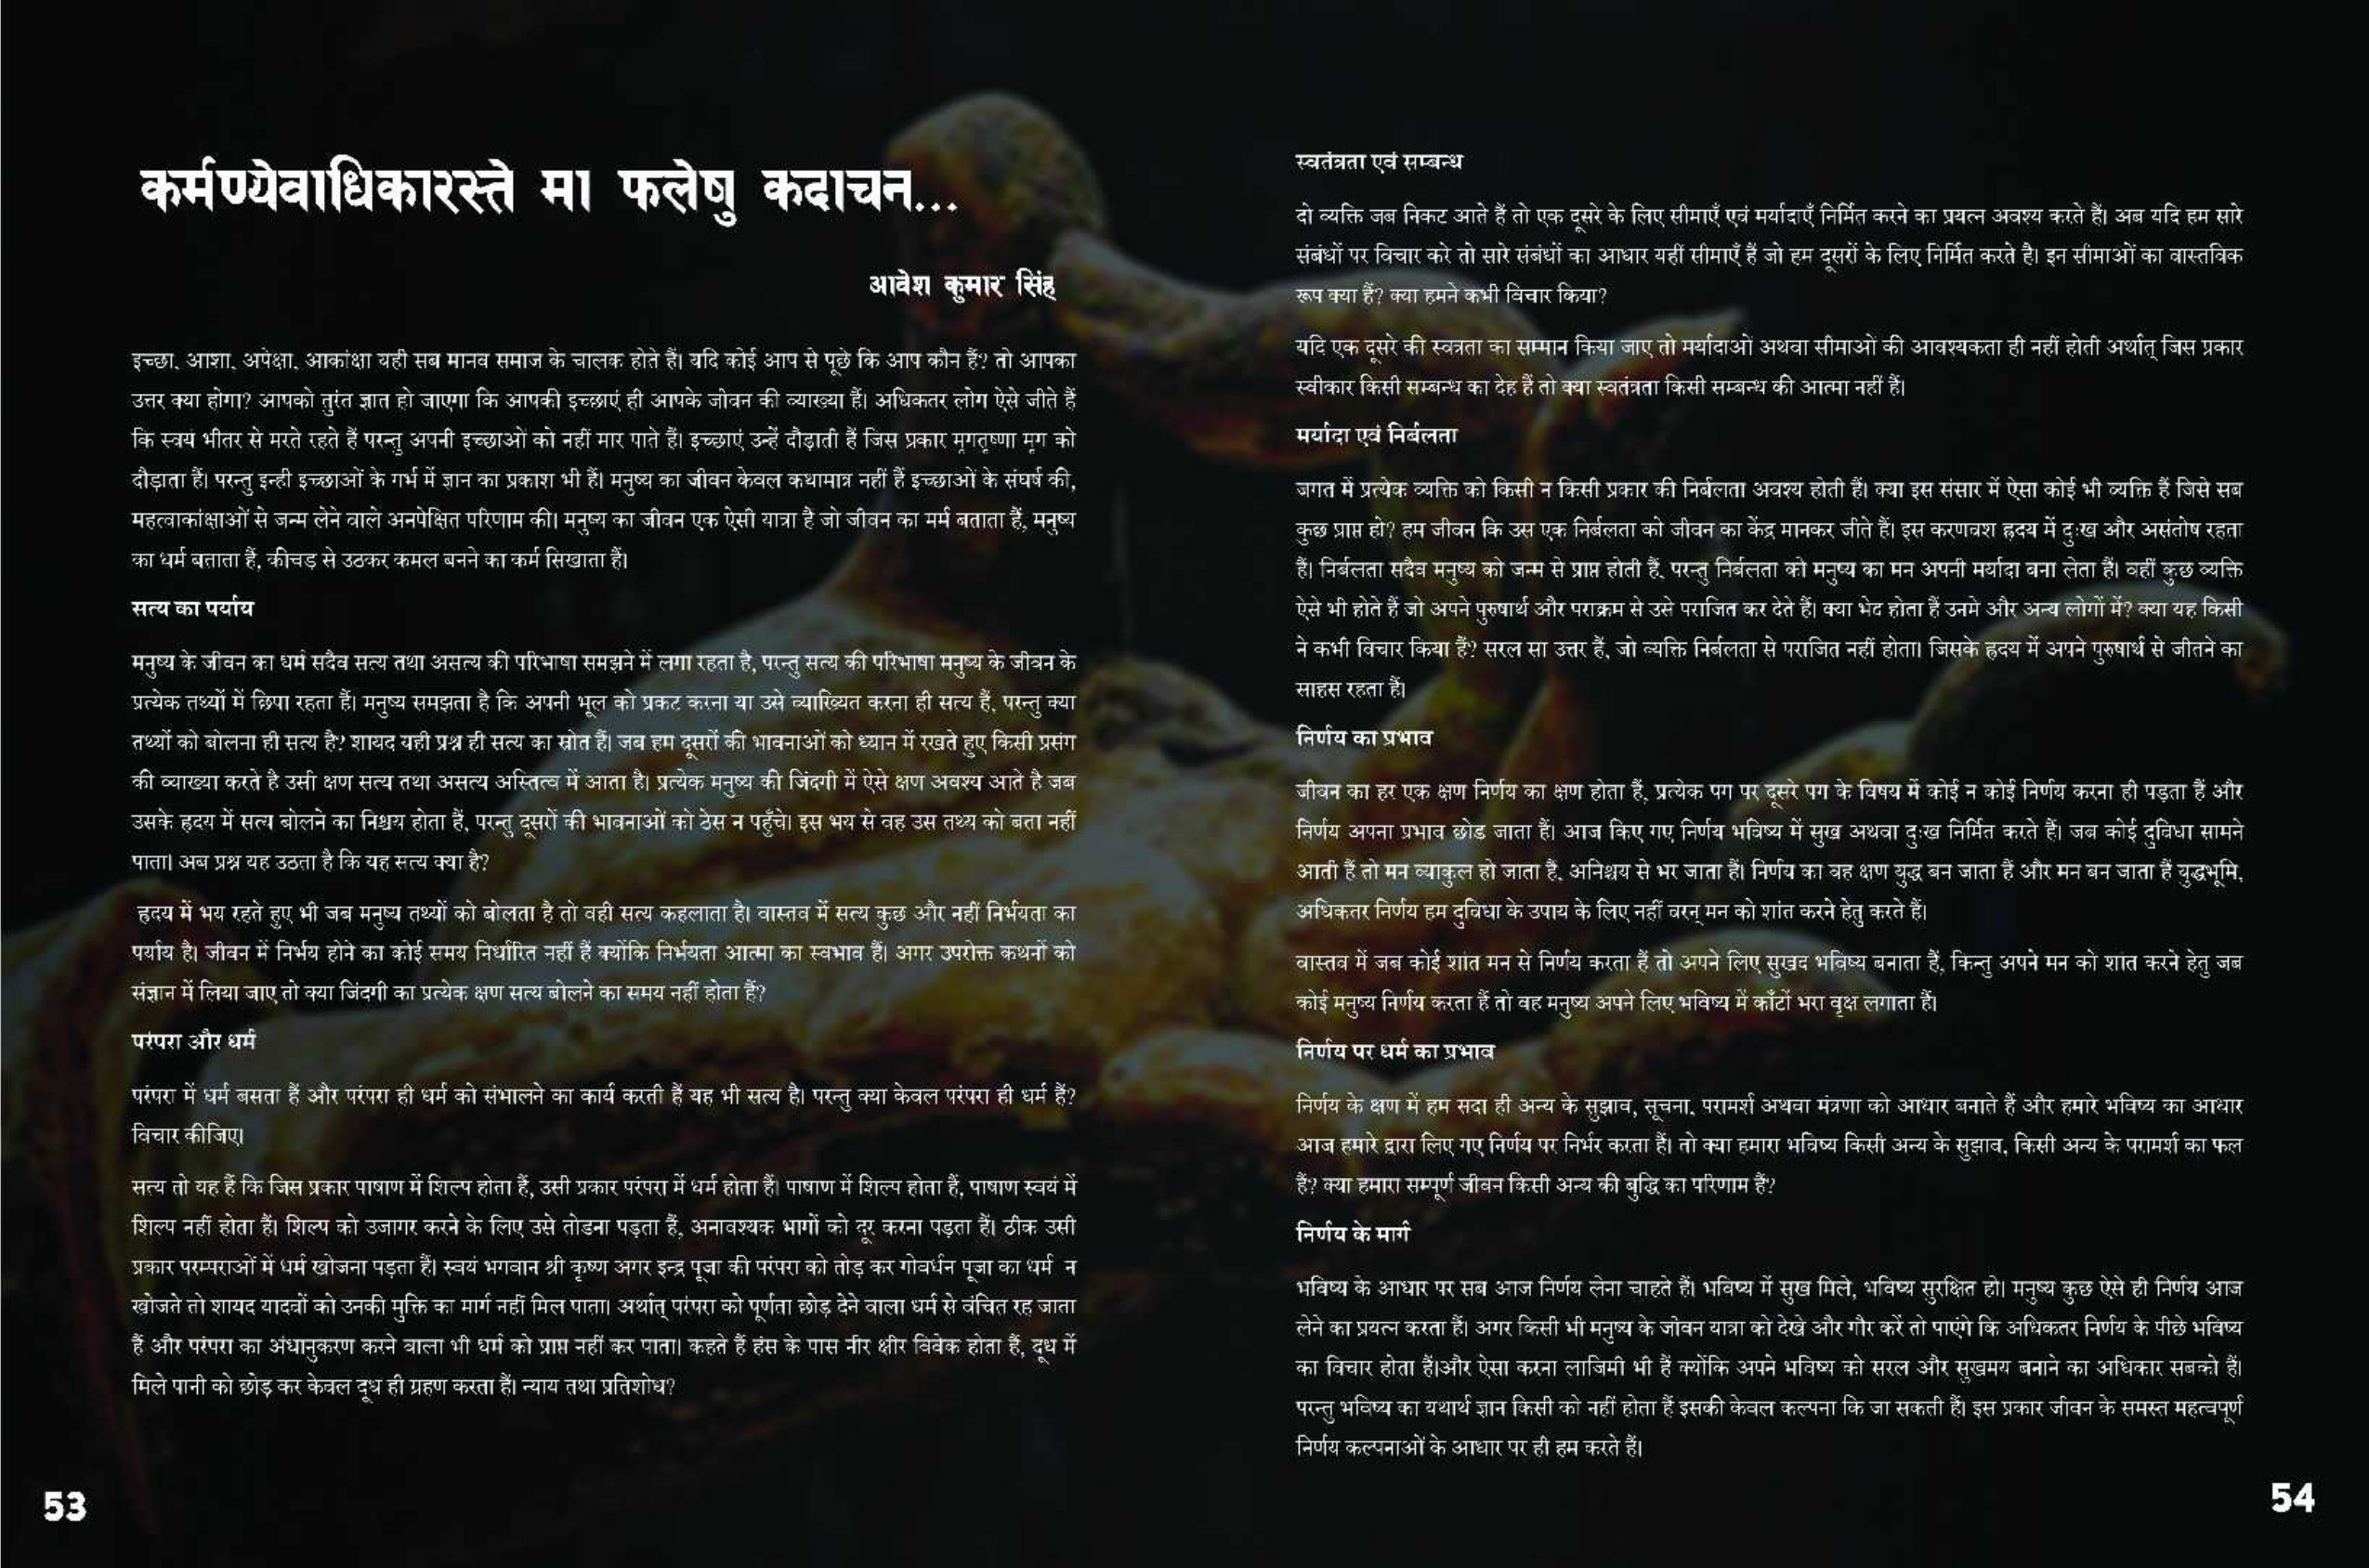 कर्मण्येवाधिकारस्ते मा फलेषु कदाचन...
आवेश कुमार सिंह
इच्छा, आशा, अपेक्षा, आकांक्षा यही सब मानव समाज के चालक होते हैं। यदि कोई आप से पूछे कि आप कौन हैं? तो आपका
उत्तर क्या होगा? आपको तुरंत ज्ञात हो जाएगा कि आपकी इच्छाएं ही आपके जीवन की व्याख्या हैं। अधिकतर लोग ऐसे जीते हैं
कि स्वयं भीतर से मरते रहते हैं परन्तु अपनी इच्छाओं को नहीं मार पाते हैं। इच्छाएं उन्हें दौड़ाती हैं जिस प्रकार मृगतृष्णा मृग को
दौड़ाता हैं। परन्तु इन्ही इच्छाओं के गर्भ में ज्ञान का प्रकाश भी हैं। मनुष्य का जीवन केवल कथामात्र नहीं हैं इच्छाओं के संघर्ष की,
महत्वाकांक्षाओं से जन्म लेने वाले अनपेक्षित परिणाम की। मनुष्य का जीवन एक ऐसी यात्रा है जो जीवन का मर्म बताता हैं, मनुष्य
का धर्म बताता हैं, कीचड़ से उठकर कमल बनने का कर्म सिखाता हैं।
सत्य का पर्याय
मनुष्य के जीवन का धर्म सदैव सत्य तथा असत्य की परिभाषा समझने में लगा रहता है, परन्तु सत्य की परिभाषा मनुष्य के जीवन के
प्रत्येक तथ्यों में छिपा रहता हैं। मनुष्य समझता है कि अपनी भूल को प्रकट करना या उसे व्याख्यित करना ही सत्य हैं, परन्तु क्या
तथ्यों को बोलना ही सत्य है? शायद यही प्रश्न ही सत्य का स्रोत हैं। जब हम दूसरों की भावनाओं को ध्यान में रखते हुए किसी प्रसंग
की व्याख्या करते है उसी क्षण सत्य तथा असत्य अस्तित्व में आता है। प्रत्येक मनुष्य की जिंदगी में ऐसे क्षण अवश्य आते है जब
उसके हृदय में सत्य बोलने का निश्चय होता हैं, परन्तु दूसरों की भावनाओं को ठेस न पहुँचे। इस भय से वह उस तथ्य को बता नहीं
पाता। अब प्रश्न यह उठता है कि यह सत्य क्या है?
हृदय में भय रहते हुए भी जब मनुष्य तथ्यों को बोलता है तो वही सत्य कहलाता है। वास्तव में सत्य कुछ और नहीं निर्भयता का
पर्याय है। जीवन में निर्भय होने का कोई समय निर्धारित नहीं हैं क्योंकि निर्भयता आत्मा का स्वभाव हैं। अगर उपरोक्त कथनों को
संज्ञान में लिया जाए तो क्या जिंदगी का प्रत्येक क्षण सत्य बोलने का समय नहीं होता हैं?
परंपरा और धर्म
परंपरा में धर्म बसता हैं और परंपरा ही धर्म को संभालने का कार्य करती हैं यह भी सत्य है। परन्तु क्या केवल परंपरा ही धर्म हैं?
विचार कीजिए।
सत्य तो यह हैं कि जिस प्रकार पाषाण में शिल्प होता हैं, उसी प्रकार परंपरा में धर्म होता हैं। पाषाण में शिल्प होता हैं, पाषाण स्वयं में
शिल्प नहीं होता हैं। शिल्प को उजागर करने के लिए उसे तोडना पड़ता हैं, अनावश्यक भागों को दूर करना पड़ता हैं। ठीक उसी
प्रकार परम्पराओं में धर्म खोजना पड़ता हैं। स्वयं भगवान श्री कृष्ण अगर इन्द्र पूजा की परंपरा को तोड़ कर गोवर्धन पूजा का धर्म न
खोजते तो शायद यादवों को उनकी मुक्ति का मार्ग नहीं मिल पाता। अर्थात् परंपरा को पूर्णता छोड़ देने वाला धर्म से वंचित रह जाता
हैं और परंपरा का अंधानुकरण करने वाला भी धर्म को प्राप्त नहीं कर पाता। कहते हैं हंस के पास नीर क्षीर विवेक होता हैं, दूध में
मिले पानी को छोड़ कर केवल दूध ही ग्रहण करता हैं। न्याय तथा प्रतिशोध?
53
स्वतंत्रता एवं सम्बन्ध
दो व्यक्ति जब निकट आते हैं तो एक दूसरे के लिए सीमाएँ एवं मर्यादाएँ निर्मित करने का प्रयत्न अवश्य करते हैं। अब यदि हम सारे
संबंधों पर विचार करे तो सारे संबंधों का आधार यहीं सीमाएँ हैं जो हम दूसरों के लिए निर्मित करते है। इन सीमाओं का वास्तविक
रूप क्या हैं? क्या हमने कभी विचार किया?
यदि एक दूसरे की स्वत्रता का सम्मान किया जाए तो मर्यादाओं अथवा सीमाओं की आवश्यकता ही नहीं होती अर्थात् जिस प्रकार
स्वीकार किसी सम्बन्ध का देह हैं तो क्या स्वतंत्रता किसी सम्बन्ध की आत्मा नहीं हैं।
मर्यादा एवं निर्बलता
जगत में प्रत्येक व्यक्ति को किसी न किसी प्रकार की निर्बलता अवश्य होती हैं। क्या इस संसार में ऐसा कोई भी व्यक्ति हैं जिसे सब
कुछ प्राप्त हो? हम जीवन कि उस एक निर्बलता को जीवन का केंद्र मानकर जीते हैं। इस करणवश हृदय में दुःख और असंतोष रहता
हैं। निर्बलता सदैव मनुष्य को जन्म से प्राप्त होती हैं, परन्तु निर्बलता को मनुष्य का मन अपनी मर्यादा बना लेता हैं। वहीं कुछ व्यक्ति
ऐसे भी होते हैं जो अपने पुरुषार्थ और पराक्रम से उसे पराजित कर देते हैं। क्या भेद होता हैं उनमे और अन्य लोगों में? क्या यह किसी
ने कभी विचार किया हैं? सरल सा उत्तर हैं, जो व्यक्ति निर्बलता से पराजित नहीं होता। जिसके हृदय में अपने पुरुषार्थ से जीतने का
साहस रहता हैं।
निर्णय का प्रभाव
जीवन का हर एक क्षण निर्णय का क्षण होता हैं, प्रत्येक पग पर दूसरे पग के विषय में कोई न कोई निर्णय करना ही पड़ता हैं और
निर्णय अपना प्रभाव छोड जाता हैं। आज किए गए निर्णय भविष्य में सुख अथवा दुःख निर्मित करते हैं। जब कोई दुविधा सामने
आती हैं तो मन व्याकुल हो जाता है, अनिश्चय से भर जाता हैं। निर्णय का वह क्षण युद्ध बन जाता हैं और मन बन जाता हैं युद्धभूमि,
अधिकतर निर्णय हम दुविधा के उपाय के लिए नहीं वरन् मन को शांत करने हेतु करते हैं।
वास्तव में जब कोई शांत मन से निर्णय करता हैं तो अपने लिए सुखद भविष्य बनाता हैं, किन्तु अपने मन को शांत करने हेतु जब
कोई मनुष्य निर्णय करता हैं तो वह मनुष्य अपने लिए भविष्य में काँटों भरा वृक्ष लगाता हैं।
निर्णय पर धर्म का प्रभाव
निर्णय के क्षण में हम सदा ही अन्य के सुझाव, सूचना, परामर्श अथवा मंत्रणा को आधार बनाते हैं और हमारे भविष्य का आधार
आज हमारे द्वारा लिए गए निर्णय पर निर्भर करता हैं। तो क्या हमारा भविष्य किसी अन्य के सुझाव, किसी अन्य के परामर्श का फल
हैं? क्या हमारा सम्पूर्ण जीवन किसी अन्य की बुद्धि का परिणाम हैं?
निर्णय के मार्ग
भविष्य के आधार पर सब आज निर्णय लेना चाहते हैं। भविष्य में सुख मिले, भविष्य सुरक्षित हो। मनुष्य कुछ ऐसे ही निर्णय आज
लेने का प्रयत्न करता हैं। अगर किसी भी मनुष्य के जीवन यात्रा को देखे और गौर करें तो पाएंगे कि अधिकतर निर्णय के पीछे भविष्य
का विचार होता हैं।और ऐसा करना लाजिमी भी हैं क्योंकि अपने भविष्य को सरल और सुखमय बनाने का अधिकार सबको हैं।
परन्तु भविष्य का यथार्थ ज्ञान किसी को नहीं होता हैं इसकी केवल कल्पना कि जा सकती हैं। इस प्रकार जीवन के समस्त महत्वपूर्ण
निर्णय कल्पनाओं के आधार पर ही हम करते हैं।
54